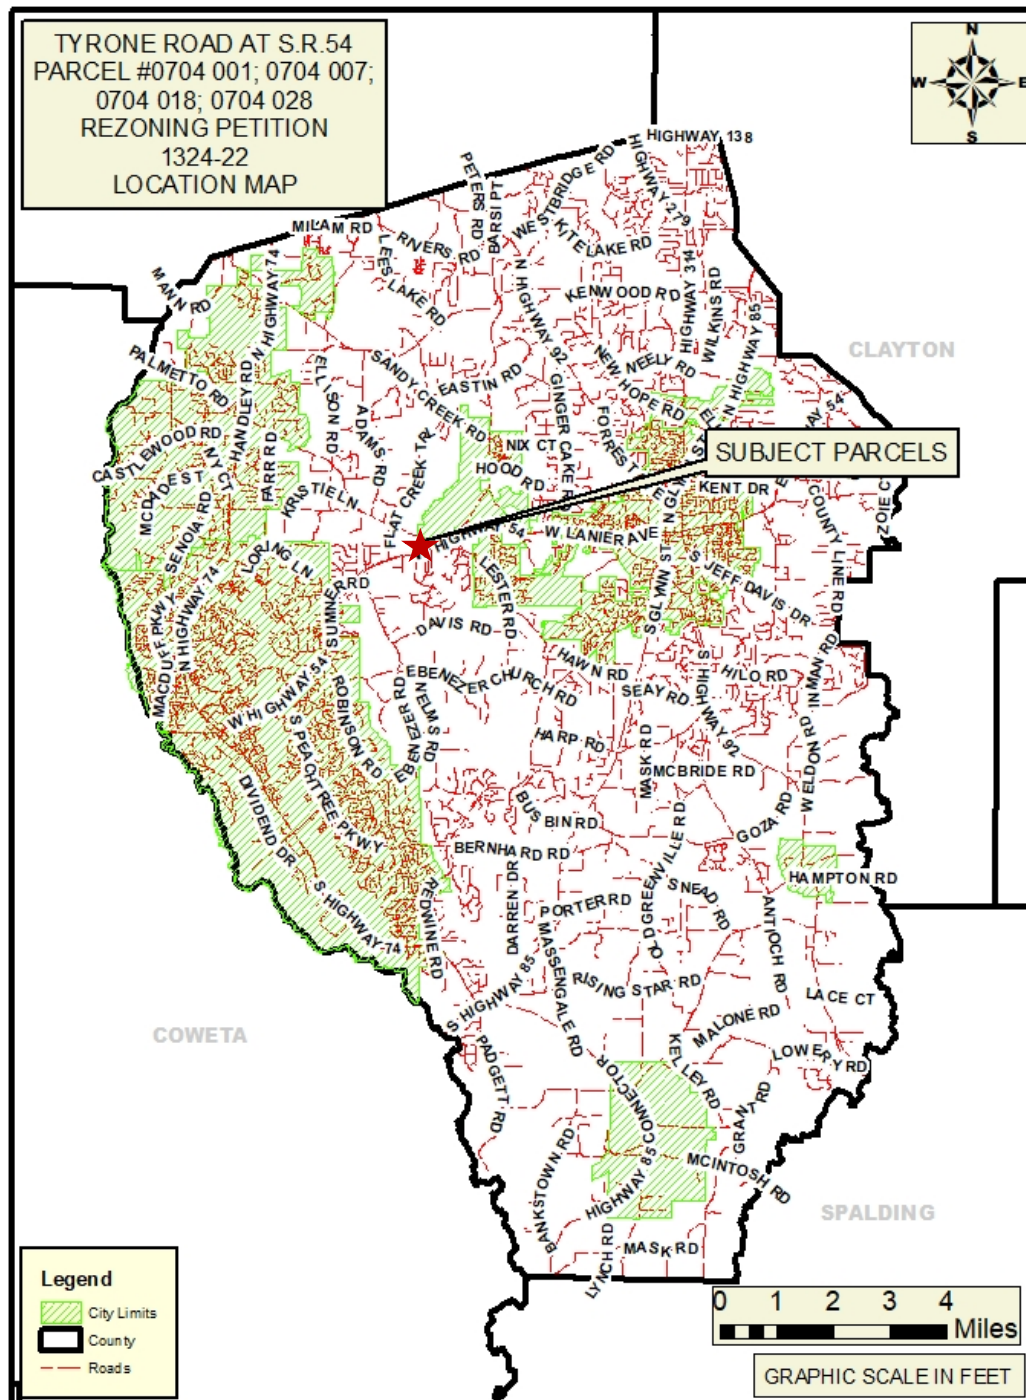 TYRONE ROAD AT S.R.54
PARCEL #0704 001; 0704 007;
0704 018; 0704 028
REZONING PETITION
1324-22
LOCATION MAP
N
W
E
S
HIGHWAY 138
PETERS RD
BARSI PT
WESTBRIDGE RD
HIGHWAY 279
MILAM RD
LEES LAKE RD
RIVERS RD
KITE LAKE RD
MANN RD
N HIGHWAY 74
KENWOOD RD
HIGHWAY 314
WILKINS RD
N HIGHWAY 85
N HIGHWAY 92
CLAYTON
PALMETTO RD
HANDLEY RD
ELLISON RD
SANDY CREEK RD
EASTIN RD
NEW HOPE RD
NEELY RD
ADAMS RD
GINGER CAKE RD
FORREST
CASTLEWOOD RD
NY CT
FARR RD
FLAT CREEK TRL
NIX CT
HOOD RD
SUBJECT PARCELS
MCDADE ST
SENOIA RD
KRISTIE LN
KENT DR
COUNTY LINE RD
ZOIE C
HIGHWAY 54
W LANIER AVE
LORING LN
SUMNER RD
LESTER RD
S JEFF DAVIS DR
MACDUFF PKWY
N HIGHWAY 74
DAVIS RD
S GLYNN ST
W HIGHWAY 54
ROBINSON RD
EBENEZER CHURCH RD
EBENEZER RD
HAWN RD
SEAY RD
HILO RD
INMAN RD
S HIGHWAY 92
S PEACHTREE PKWY
HARP RD
MASK RD
MCBRIDE RD
WELDON RD
DIVIDEND DR
BUSBIN RD
GOZA RD
BERNHARD RD
OLD GREENVILLE RD
HAMPTON RD
S HIGHWAY 74
REDWINE RD
DARREN DR
PORTER RD
SNEAD RD
ANTIOCH RD
MASSENGALE RD
RISING STAR RD
LACE CT
S HIGHWAY 85
MALONE RD
COWETA
PADGETT RD
KELLEY RD
LOWERY RD
GRANT RD
HIGHWAY 85 CONNECTOR
MCINTOSH RD
BANKSTOWN RD
SPALDING
LYNCH RD
MASK RD
Legend
City Limits
County
Roads
0 1 2 3 4
Miles
GRAPHIC SCALE IN FEET